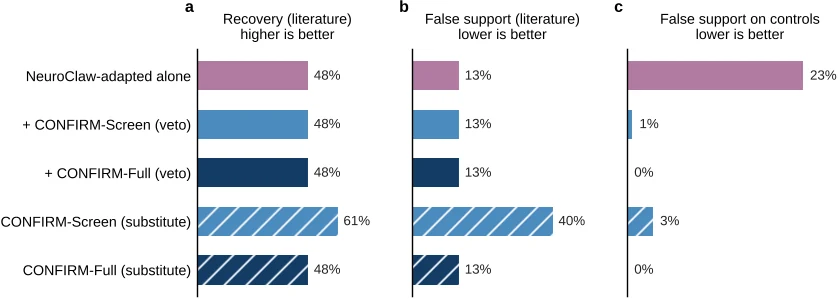 a
Recovery (literature)
higher is better
b
False support (literature)
lower is better
c
False support on controls
lower is better
NeuroClaw-adapted alone
48%
13%
23%
+ CONFIRM-Screen (veto)
48%
13%
1%
+ CONFIRM-Full (veto)
48%
13%
0%
CONFIRM-Screen (substitute)
61%
40%
3%
CONFIRM-Full (substitute)
48%
13%
0%